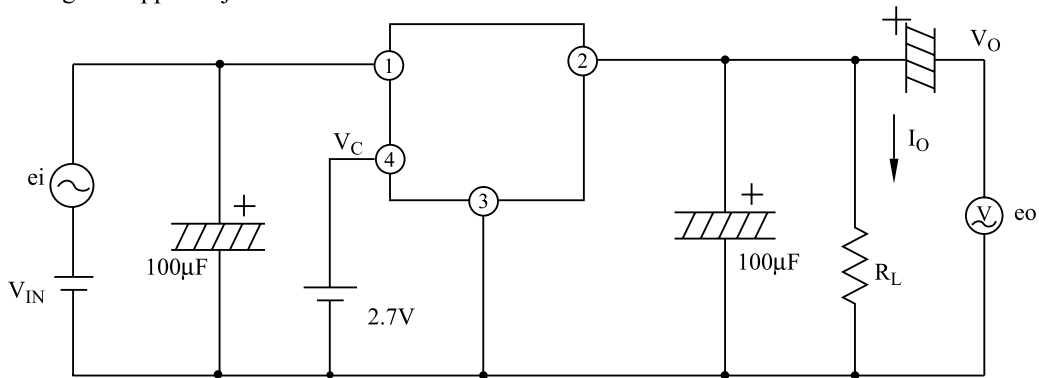 +
1
2
V_O
V_C
4
I_O
ei
+
3
+
V
eo
100µF
100µF
R_L
V_IN
2.7V